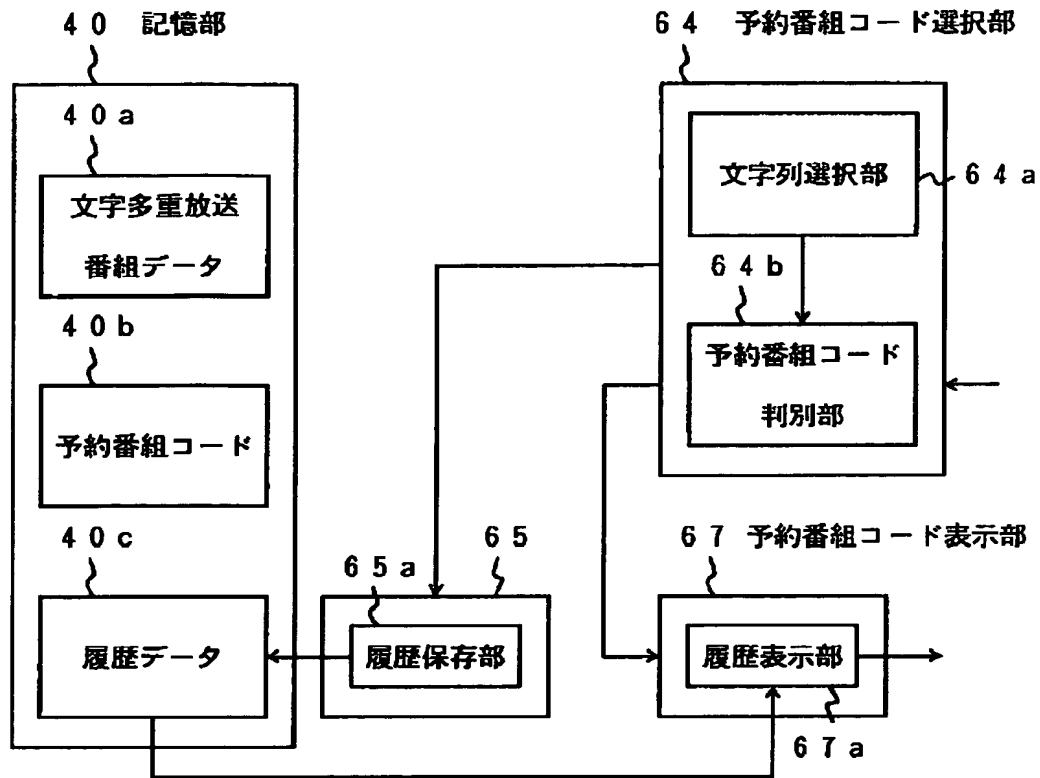 40 記憶部
40a
文字多重放送
番組データ
40b
予約番組コード
40c
履歴データ
65a
65
履歴保存部
64 予約番組コード選択部
文字列選択部
64a
64b
予約番組コード
判別部
67 予約番組コード表示部
履歴表示部
67a